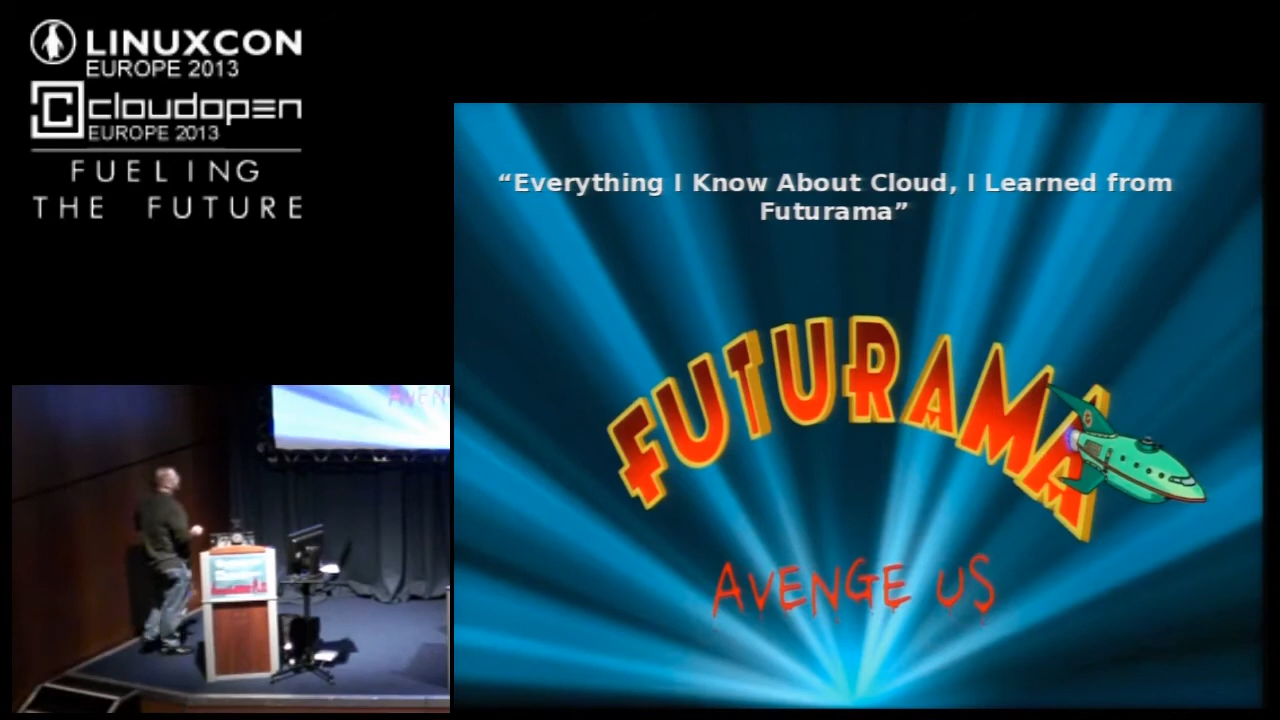 LINUXCON
EUROPE 2013
cloudopen
EUROPE 2013
FUELING
THE FUTURE
“Everything I Know About Cloud, I Learned from
Futurama”
FUTURAMA
AVENGE US
AVEN